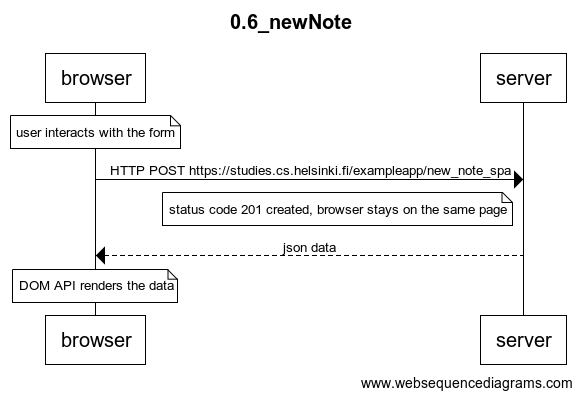 0.6_newNote
browser
server
user interacts with the form
HTTP POST https://studies.cs.helsinki.fi/exampleapp/new_note_spa
status code 201 created, browser stays on the same page
json data
DOM API renders the data
browser
server
www.websequencediagrams.com